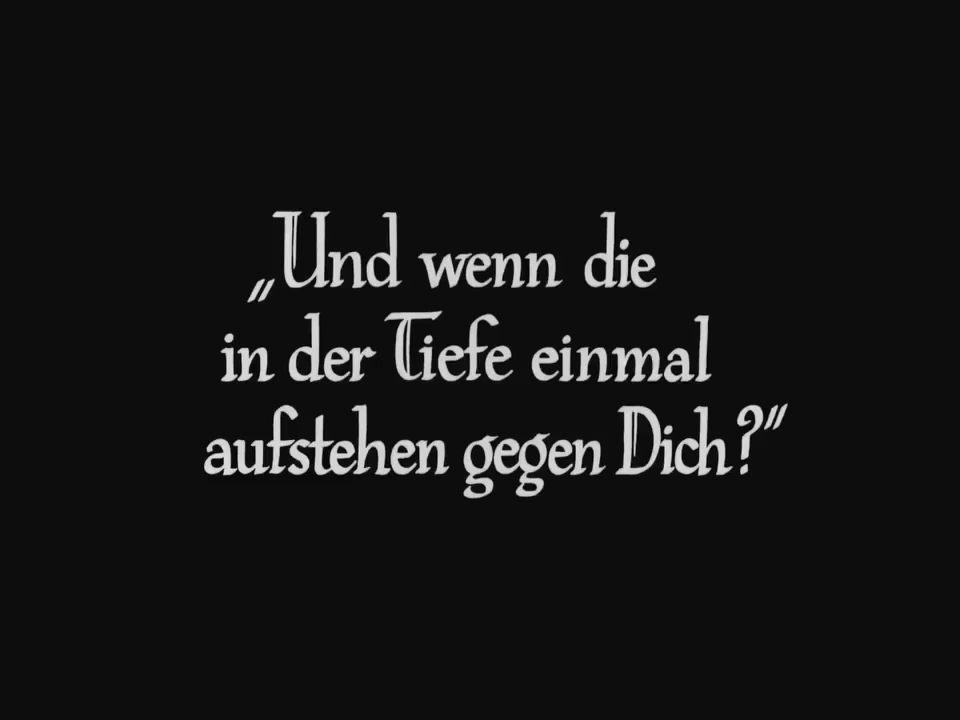 „Und wenn die
in der Tiefe einmal
aufstehen gegen Dich?"